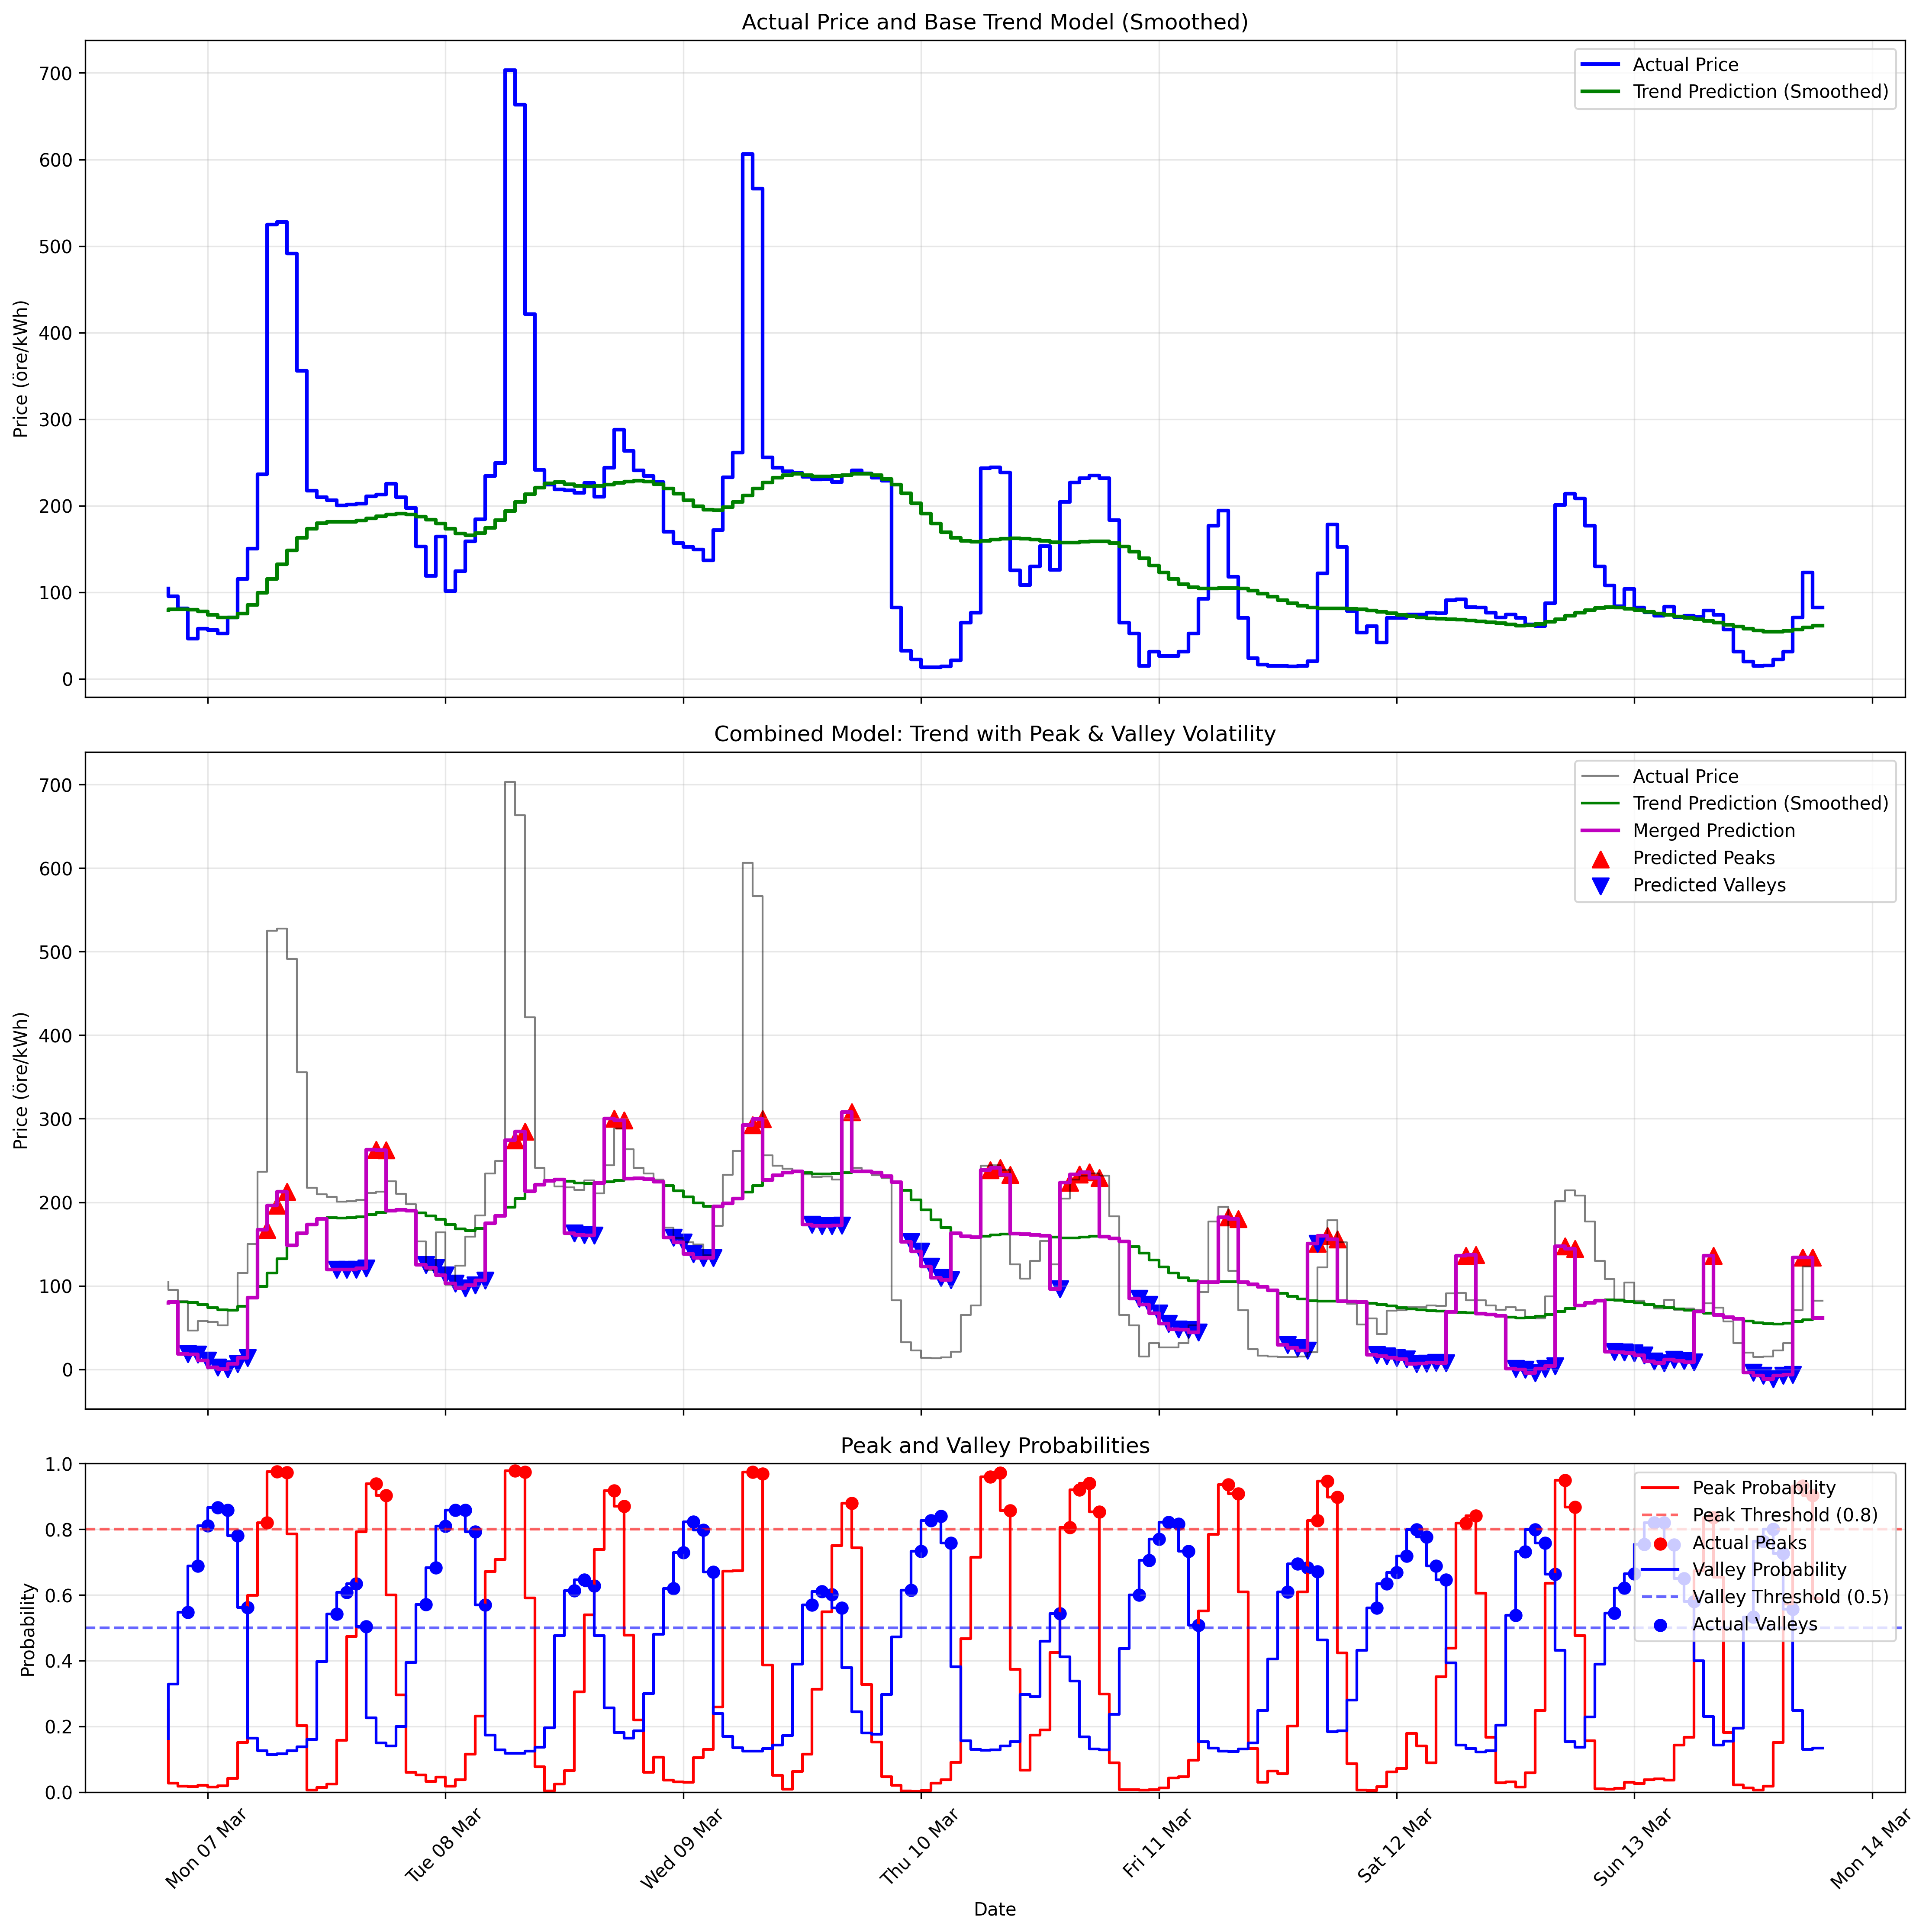 Actual Price and Base Trend Model (Smoothed)
Price (öre/kWh)
700
600
500
400
300
200
100
0
Actual Price
Trend Prediction (Smoothed)
Combined Model: Trend with Peak & Valley Volatility
Price (öre/kWh)
700
600
500
400
300
200
100
0
Actual Price
Trend Prediction (Smoothed)
Merged Prediction
Predicted Peaks
Predicted Valleys
Peak and Valley Probabilities
Probability
1.0
0.8
0.6
0.4
0.2
0.0
Peak Probability
Peak Threshold (0.8)
Actual Peaks
Valley Probability
Valley Threshold (0.5)
Actual Valleys
Mon 07 Mar
Tue 08 Mar
Wed 09 Mar
Thu 10 Mar
Fri 11 Mar
Sat 12 Mar
Sun 13 Mar
Mon 14 Mar
Date